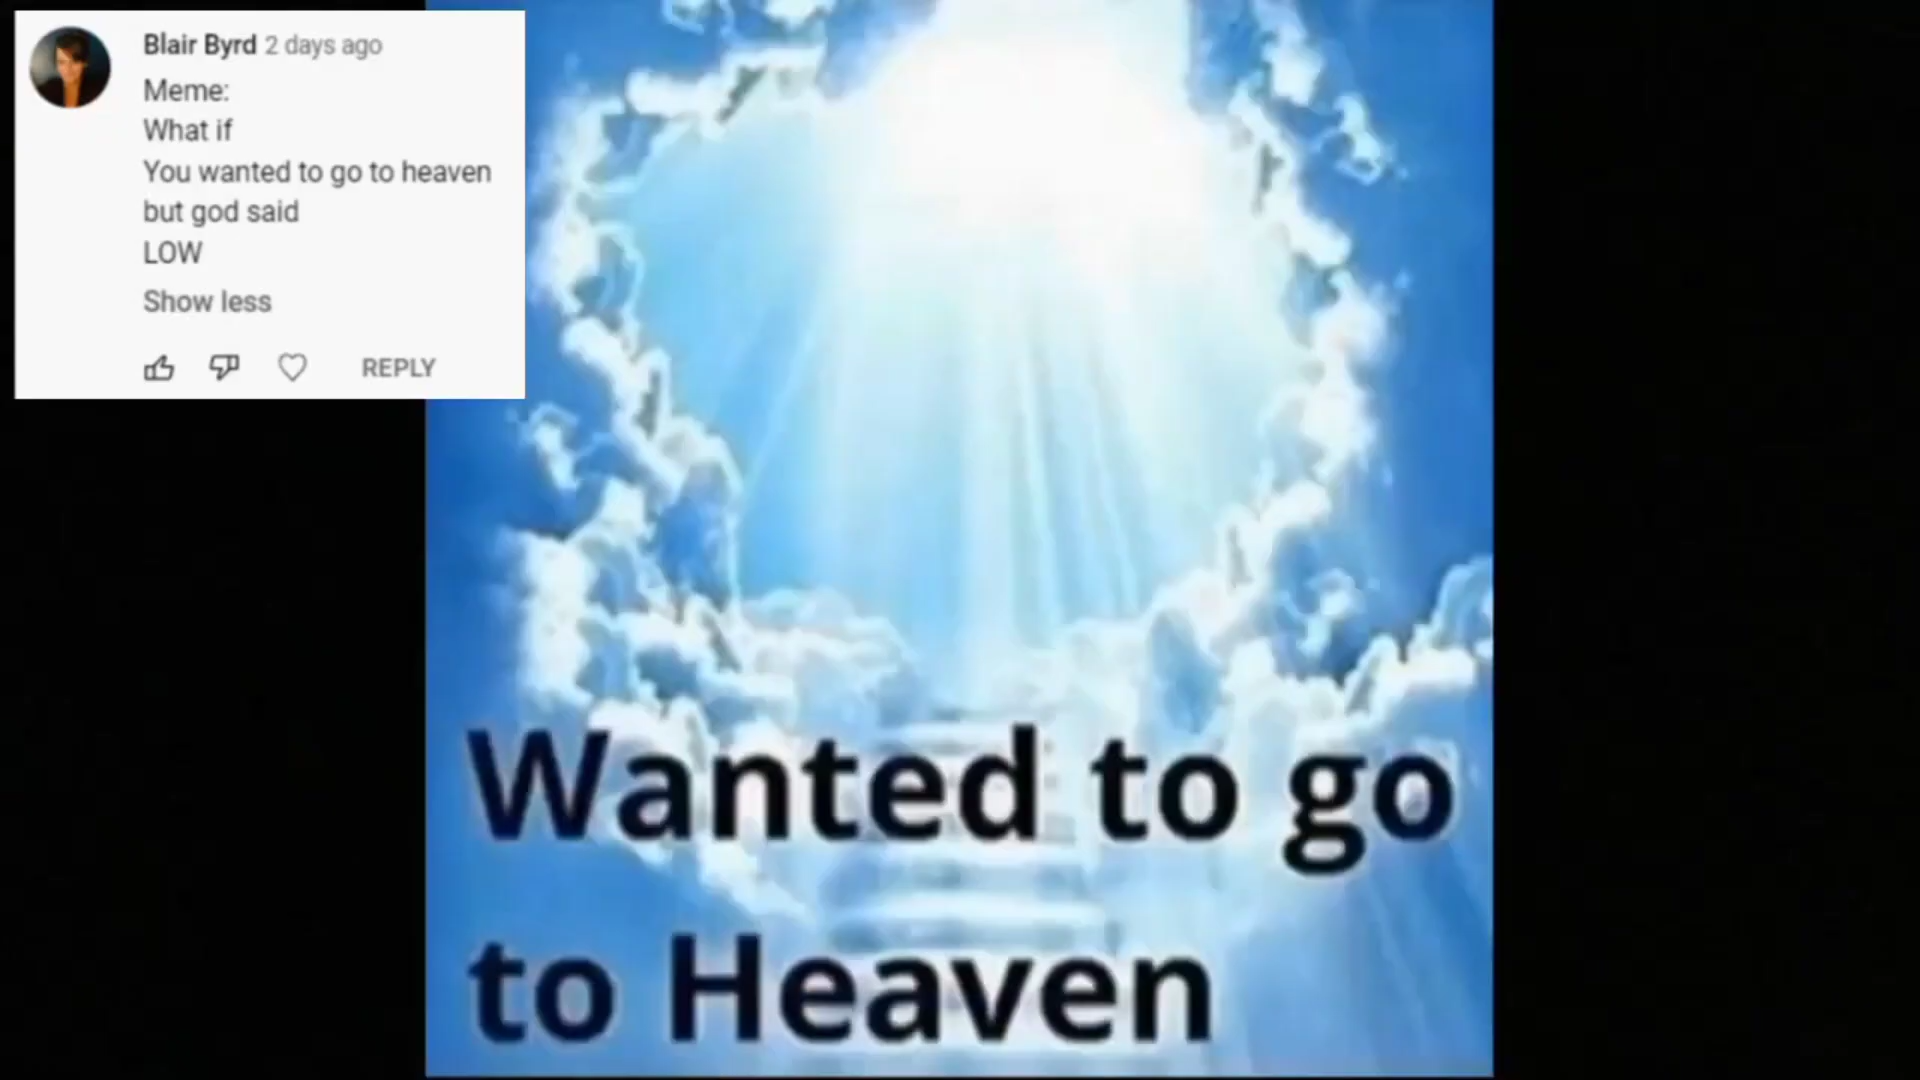 Blair Byrd 2 days ago
Meme:
What if
You wanted to go to heaven
but god said
LOW
Show less
REPLY
Wanted to go
to Heaven